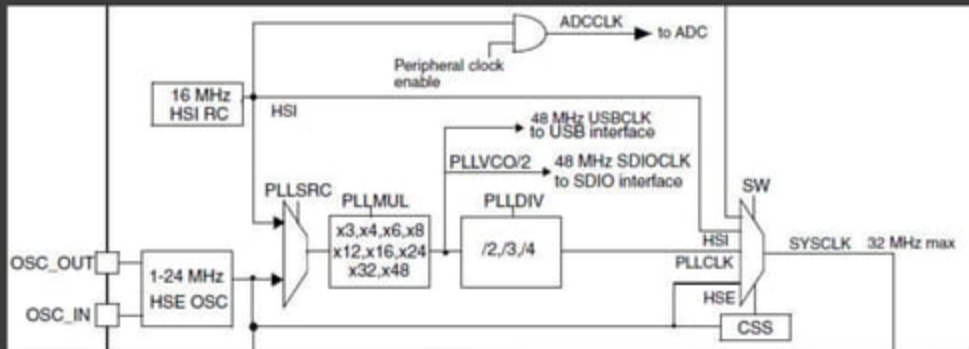 ADCCLK
to ADC
Peripheral clock
enable
16 MHz
HSI RC
HSI
48 MHz USBCLK
to USB interface
PLLVCO/2
48 MHz SDIOCLK
to SDIO interface
PLLSRC
PLLMUL
PLLDIV
SW
x3,x4,x6,x8
x12,x16,x24
x32,x48
/2,/3,/4
HSI
SYSCLK 32 MHz max
PLLCLK
OSC_OUT
1-24 MHz
HSE OSC
HSE
OSC_IN
CSS